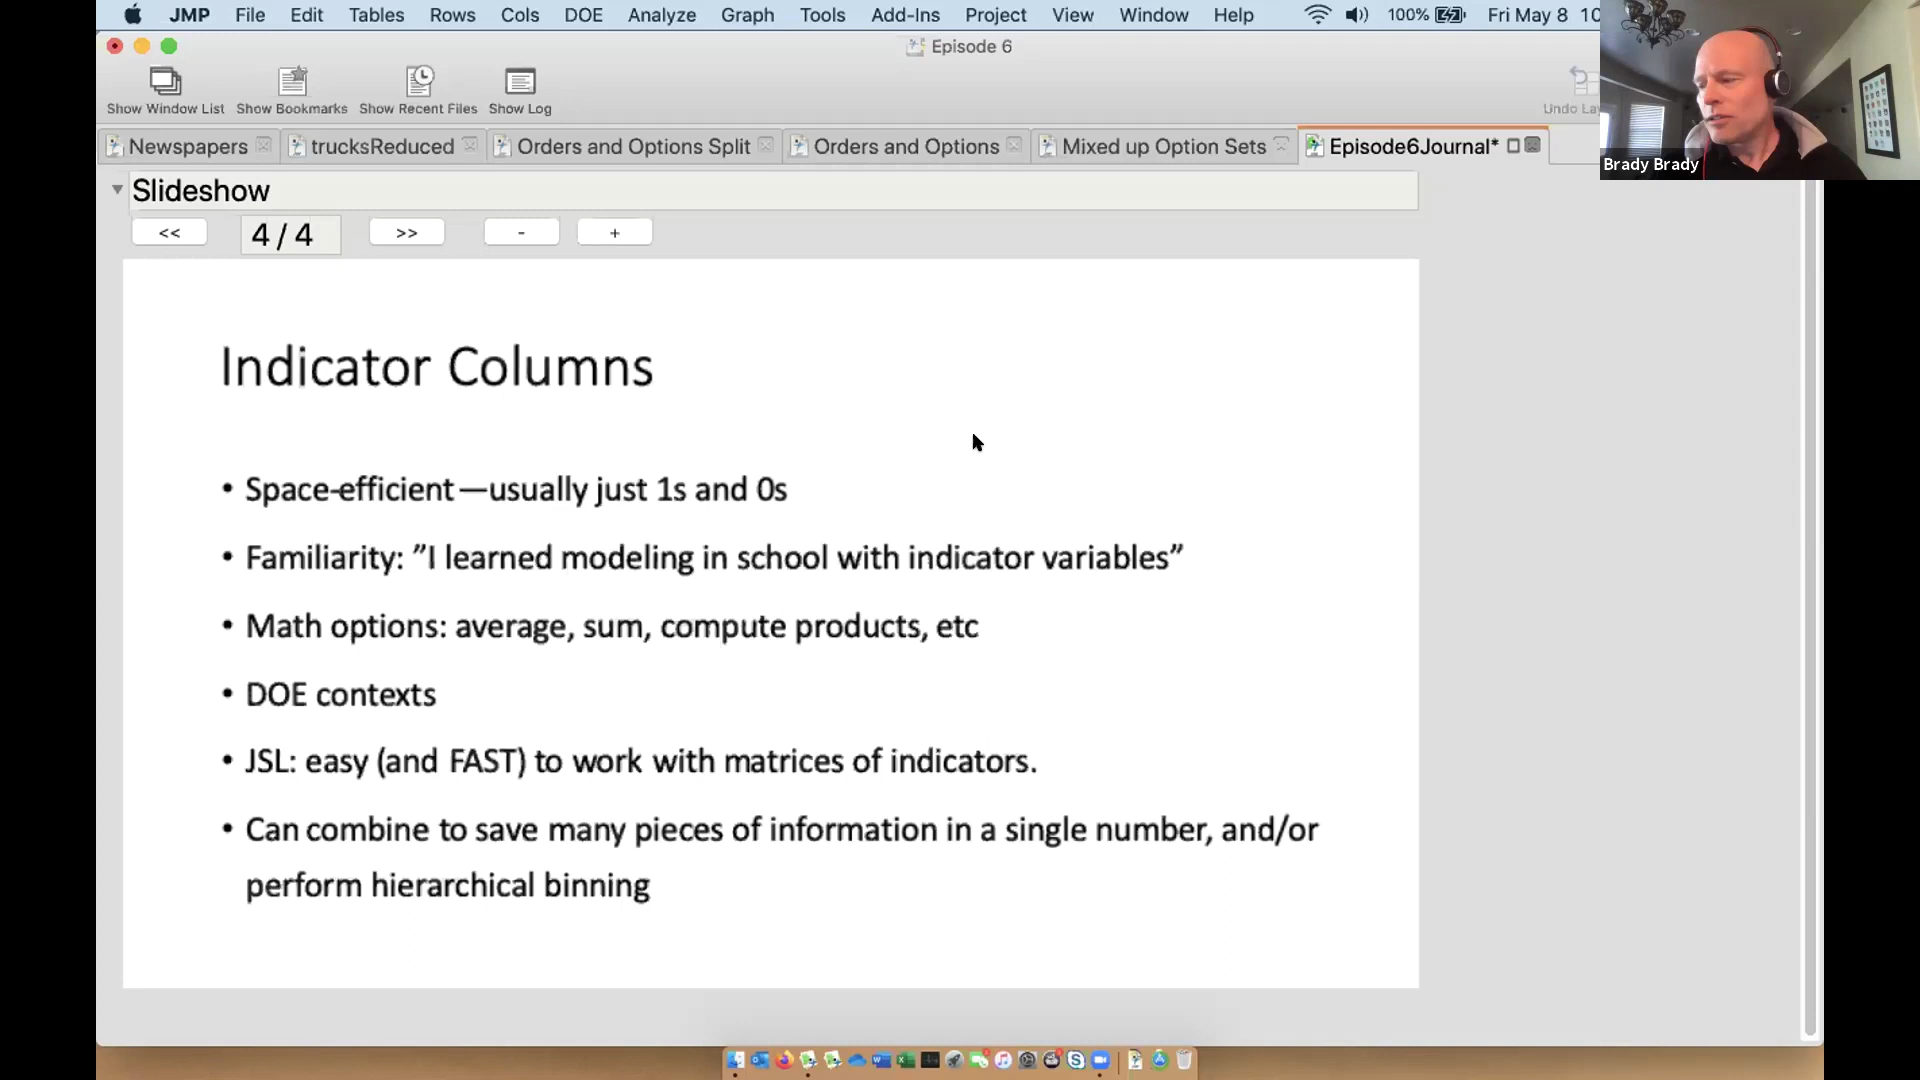 JMP File Edit Tables Rows Cols DOE Analyze Graph Tools Add-Ins Project View Window Help 100% Fri May 8 10
Episode 6
Show Window List Show Bookmarks Show Recent Files Show Log Undo La
Newspapers trucksReduced Orders and Options Split Orders and Options Mixed up Option Sets Episode6Journal*
Brady Brady
Slideshow
<< 4 / 4 >> - +
Indicator Columns
• Space-efficient—usually just 1s and 0s
• Familiarity: ”I learned modeling in school with indicator variables”
• Math options: average, sum, compute products, etc
• DOE contexts
• JSL: easy (and FAST) to work with matrices of indicators.
• Can combine to save many pieces of information in a single number, and/or
perform hierarchical binning